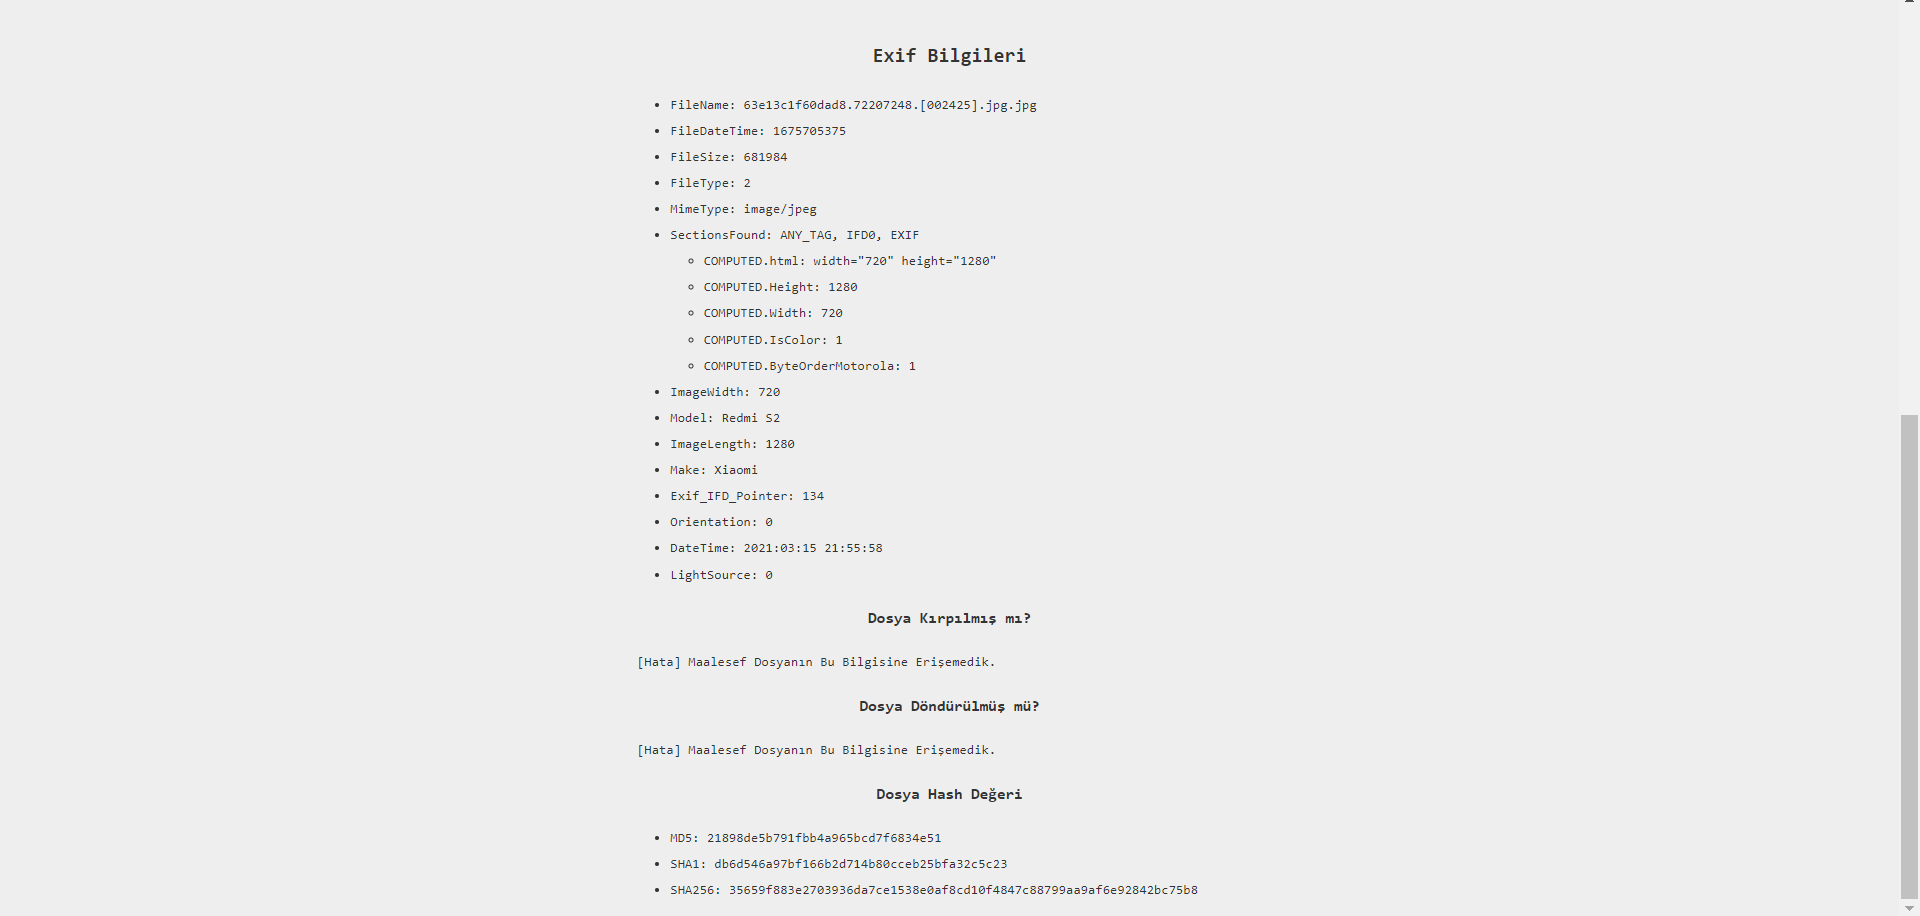 Exif Bilgileri
FileName: 63e13c1f60dad8.72207248.[002425].jpg.jpg
FileDateTime: 1675705375
FileSize: 681984
FileType: 2
MimeType: image/jpeg
SectionsFound: ANY_TAG, IFD0, EXIF
COMPUTED.html: width="720" height="1280"
COMPUTED.Height: 1280
COMPUTED.Width: 720
COMPUTED.IsColor: 1
COMPUTED.ByteOrderMotorola: 1
ImageWidth: 720
Model: Redmi S2
ImageLength: 1280
Make: Xiaomi
Exif_IFD_Pointer: 134
Orientation: 0
DateTime: 2021:03:15 21:55:58
LightSource: 0
Dosya Kırpılmış mı?
[Hata] Maalesef Dosyanın Bu Bilgisine Erişemedik.
Dosya Döndürülmüş mü?
[Hata] Maalesef Dosyanın Bu Bilgisine Erişemedik.
Dosya Hash Değeri
MD5: 21898de5b791fbb4a965bcd7f6834e51
SHA1: db6d546a97bf166b2d714b80cceb25bfa32c5c23
SHA256: 35659f883e2703936da7ce1538e0af8cd10f4847c88799aa9af6e92842bc75b8